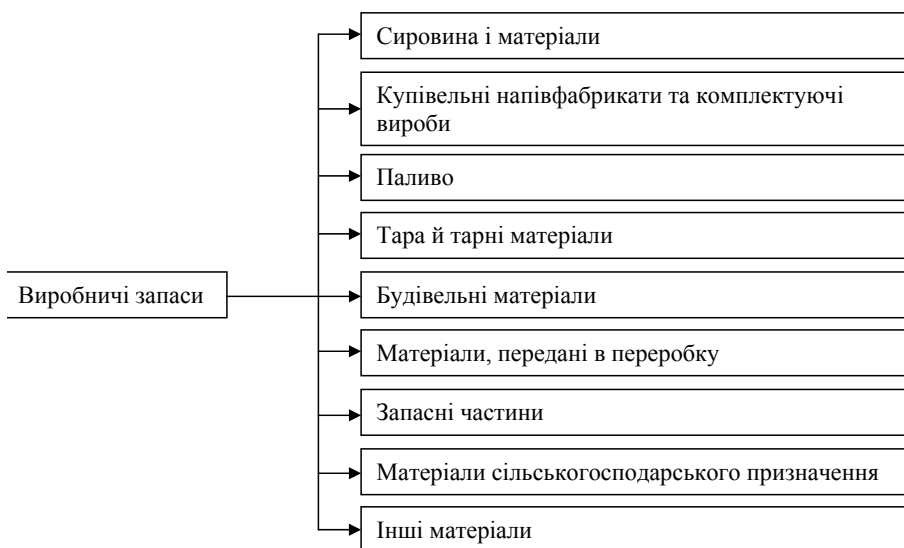 Сировина і матеріали
Купівельні напівфабрикати та комплектуючі
вироби
Паливо
Тара й тарні матеріали
Виробничі запаси
Будівельні матеріали
Матеріали, передані в переробку
Запасні частини
Матеріали сільськогосподарського призначення
Інші матеріали